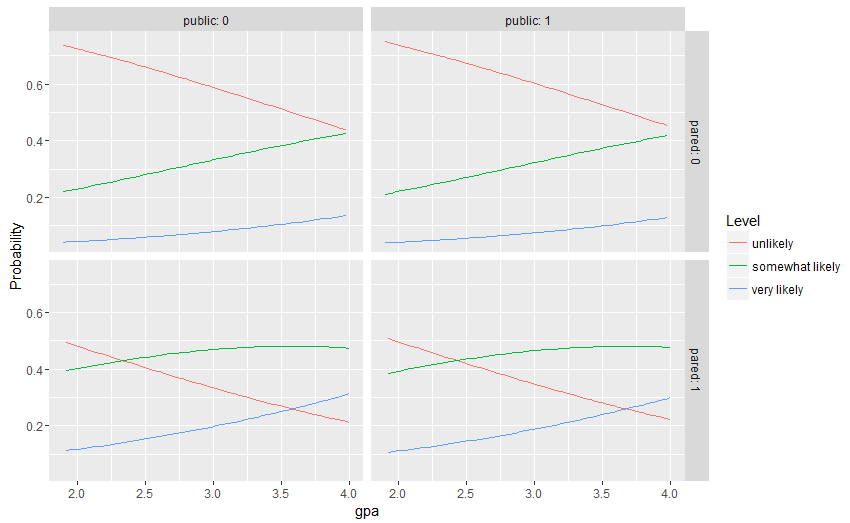 public: 0
public: 1
0.6
0.4
0.2
pared: 0
Probability
Level
unlikely
somewhat likely
very likely
0.6
0.4
0.2
pared: 1
2.0 2.5 3.0 3.5 4.0
2.0 2.5 3.0 3.5 4.0
gpa